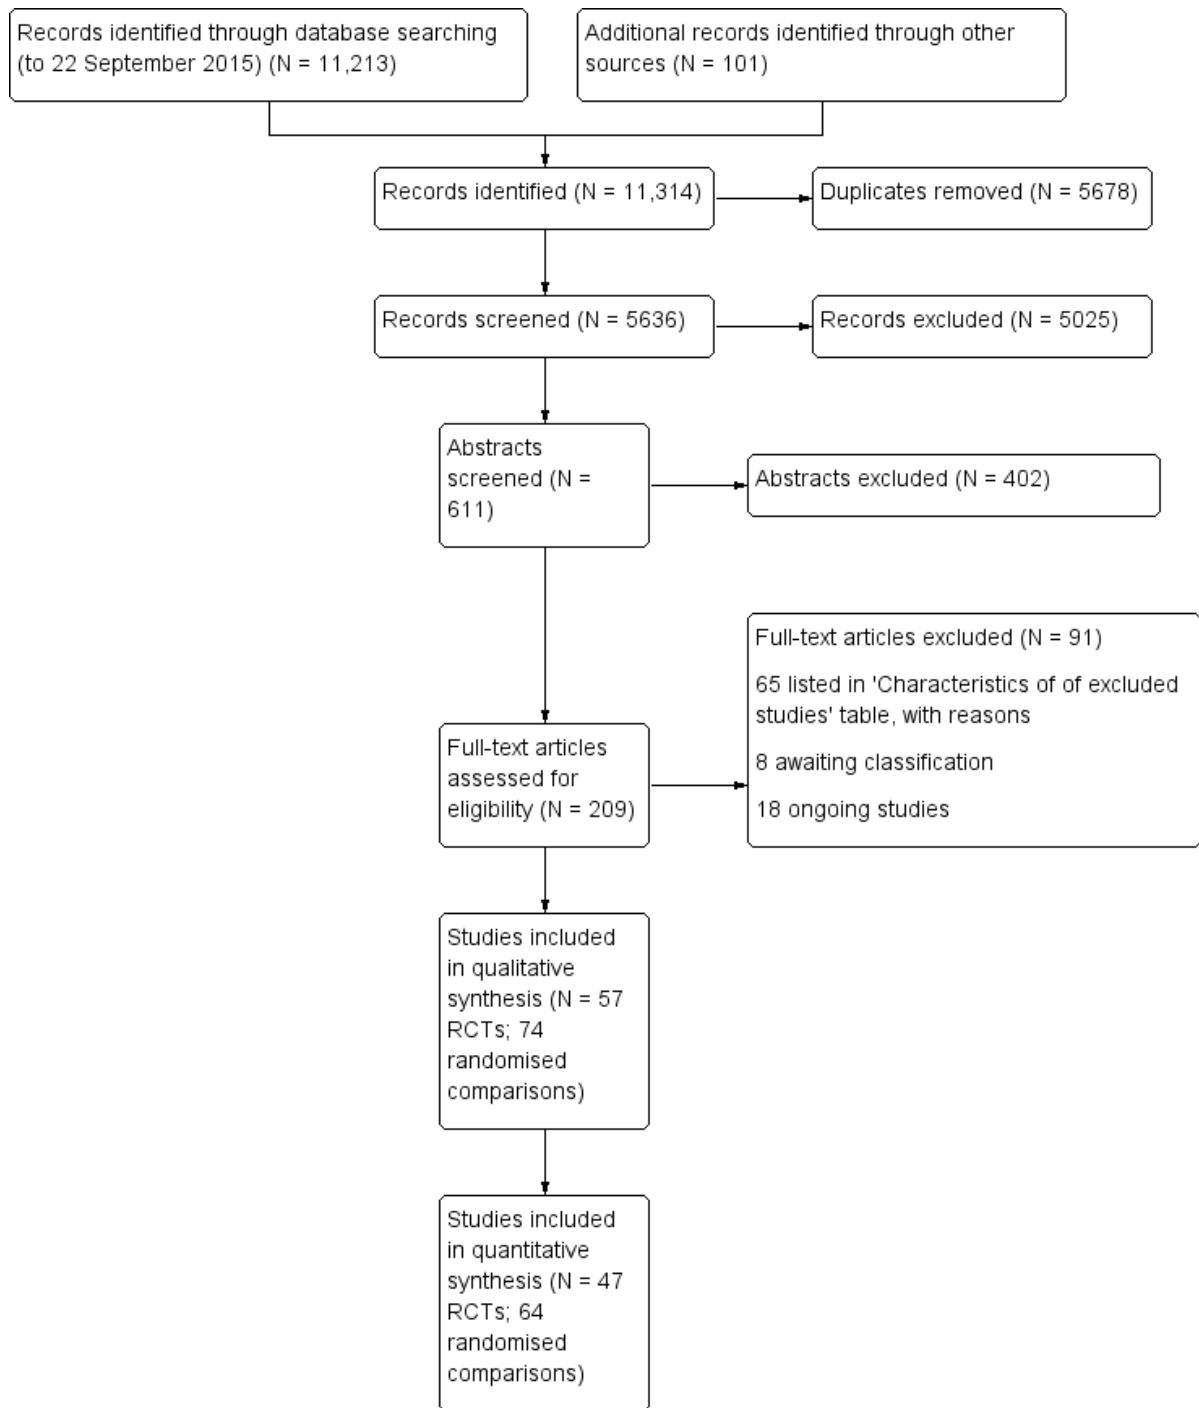 Records identified through database searching
(to 22 September 2015) (N = 11,213)
Additional records identified through other
sources (N = 101)
Records identified (N = 11,314)
Duplicates removed (N = 5678)
Records screened (N = 5636)
Records excluded (N = 5025)
Abstracts
screened (N =
611)
Abstracts excluded (N = 402)
Full-text articles
assessed for
eligibility (N = 209)
Full-text articles excluded (N = 91)
65 listed in 'Characteristics of of excluded
studies' table, with reasons
8 awaiting classification
18 ongoing studies
Studies included
in qualitative
synthesis (N = 57
RCTs; 74
randomised
comparisons)
Studies included
in quantitative
synthesis (N = 47
RCTs; 64
randomised
comparisons)